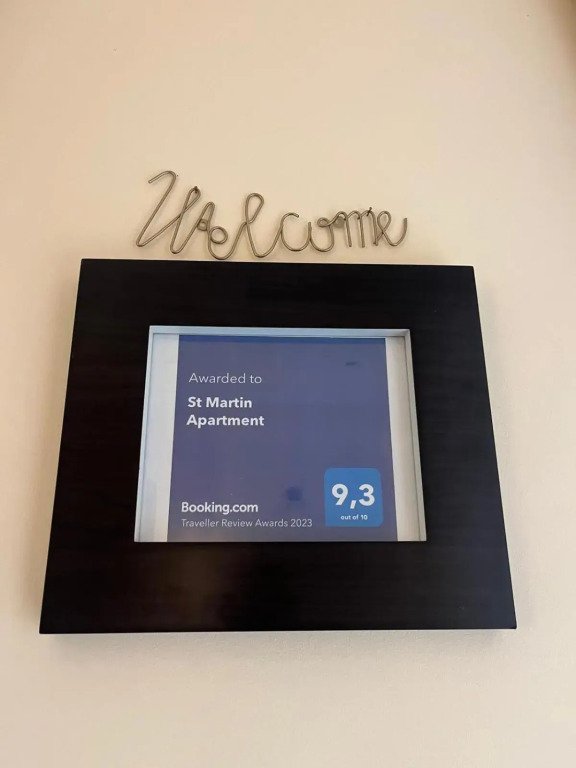 Welcome
Awarded to
St Martin
Apartment
9,3
out of 10
Booking.com
Traveller Review Awards 2023